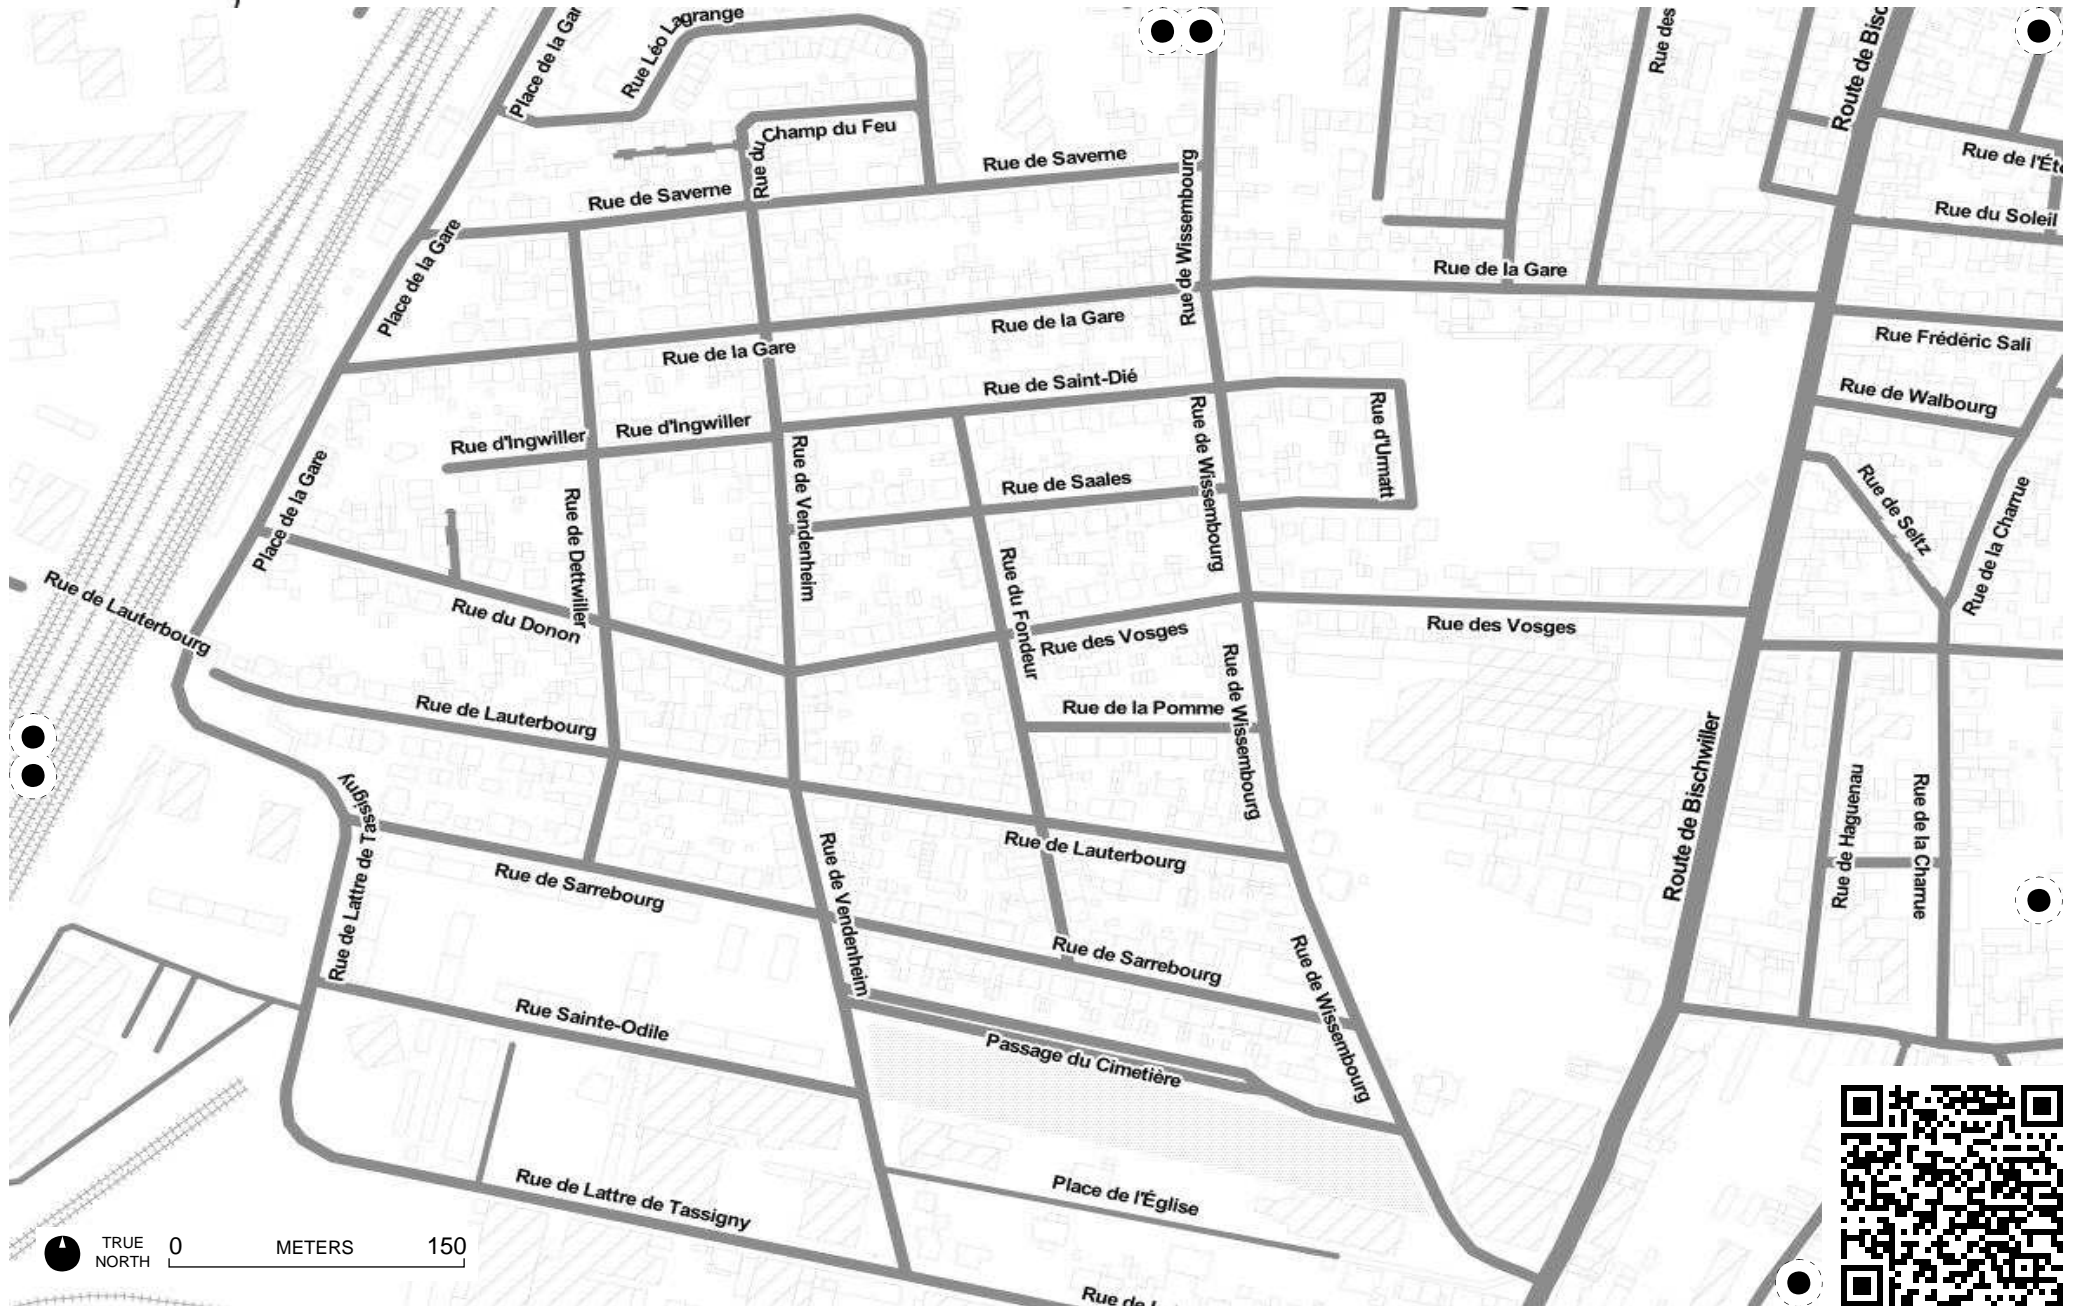 Place de la Gar
Rue Léo Lagrange
Rue des
Route de Bisc
Champ du Feu
Rue du
Rue de Saverne
Rue de l'Éte
Rue de Saverne
Rue du Soleil
Rue de Wissembourg
Place de la Gare
Rue de la Gare
Rue de la Gare
Rue Frédéric Sali
Rue de la Gare
Rue de Saint-Dié
Rue de Walbourg
Rue d'Urmatt
Rue d'Ingwiller
Rue d'Ingwiller
Rue de Vendenheim
Rue de Wissembourg
Rue de Saales
Rue de Seltz
Rue de la Charrue
Place de la Gare
Rue de Dettwiller
Rue de Lauterbourg
Rue du Donon
Rue du Fondeur
Rue des Vosges
Rue des Vosges
Rue de Wissembourg
Rue de Lauterbourg
Rue de la Pomme
Route de Bischwiller
Rue de Haguenau
Rue de la Charrue
Rue de Lattre de Tassigny
Rue de Lauterbourg
Rue de Sarrebourg
Rue de Vendenheim
Rue de Sarrebourg
Rue de Wissembourg
Rue Sainte-Odile
Passage du Cimetière
Rue de Lattre de Tassigny
Place de l'Église
TRUE NORTH
0 METERS 150